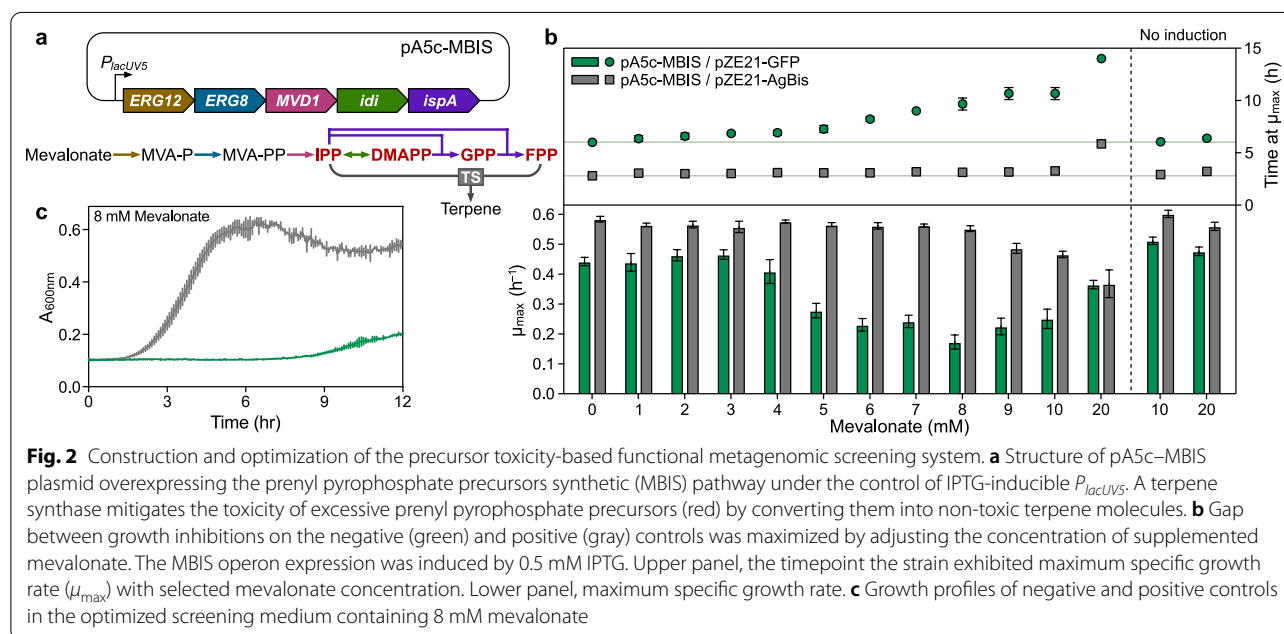 a
pA5c-MBIS
PlacUV5
ERG12 ERG8 MVD1 idi ispA
Mevalonate MVA-P MVA-PP IPP DMAPP GPP FPP
TS
Terpene
c
8 mM Mevalonate
A600nm
0.6
0.4
0.2
0.0
0 3 6 9 12
Time (hr)
b
No induction
pA5c-MBIS / pZE21-GFP
pA5c-MBIS / pZE21-AgBis
15
10
5
0
Time at μmax (h)
0.6
0.5
0.4
0.3
0.2
0.1
0.0
μmax (h−1)
0 1 2 3 4 5 6 7 8 9 10 20 10 20
Mevalonate (mM)
Fig. 2 Construction and optimization of the precursor toxicity-based functional metagenomic screening system. a Structure of pA5c–MBIS
plasmid overexpressing the prenyl pyrophosphate precursors synthetic (MBIS) pathway under the control of IPTG-inducible PlacUV5. A terpene
synthase mitigates the toxicity of excessive prenyl pyrophosphate precursors (red) by converting them into non-toxic terpene molecules. b Gap
between growth inhibitions on the negative (green) and positive (gray) controls was maximized by adjusting the concentration of supplemented
mevalonate. The MBIS operon expression was induced by 0.5 mM IPTG. Upper panel, the timepoint the strain exhibited maximum specific growth
rate (μmax) with selected mevalonate concentration. Lower panel, maximum specific growth rate. c Growth profiles of negative and positive controls
in the optimized screening medium containing 8 mM mevalonate